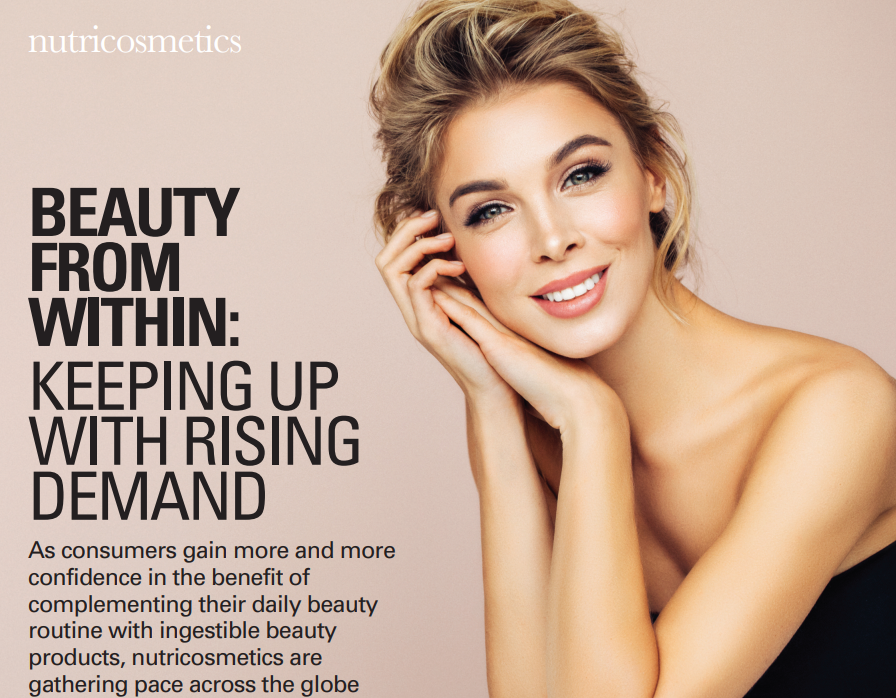 nutricosmetics
BEAUTY
FROM
WITHIN:
KEEPING UP
WITH RISING
DEMAND
As consumers gain more and more
confidence in the benefit of
complementing their daily beauty
routine with ingestible beauty
products, nutricosmetics are
gathering pace across the globe